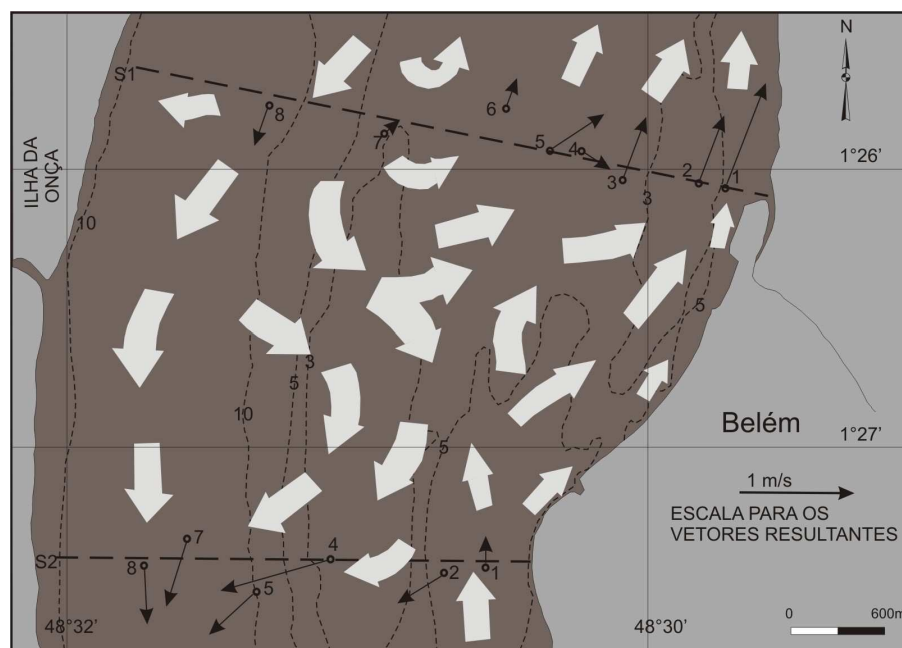 N
S1
8
7
6
5
4
3
2
1
1°26'
ILHA DA
ONÇA
3
10
5
3
5
10
Belém
1°27'
5
1 m/s
ESCALA PARA OS
VETORES RESULTANTES
S2
8
7
5
4
2
1
0 600m
48°32' 48°30'